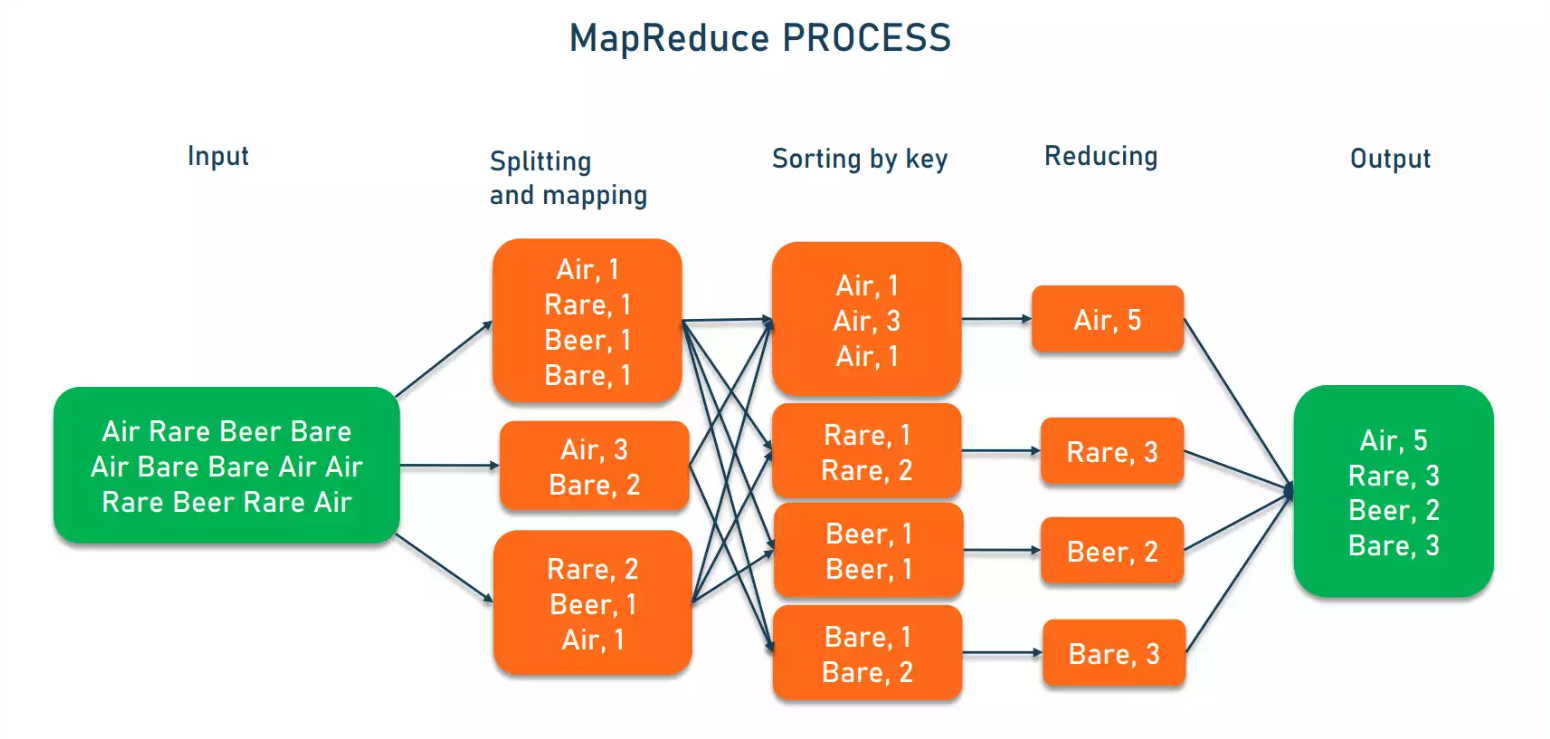 MapReduce PROCESS
Input
Splitting
and mapping
Sorting by key
Reducing
Output
Air Rare Beer Bare
Air Bare Bare Air Air
Rare Beer Rare Air
Air, 1
Rare, 1
Beer, 1
Bare, 1
Air, 3
Bare, 2
Rare, 2
Beer, 1
Air, 1
Air, 1
Air, 3
Air, 1
Rare, 1
Rare, 2
Beer, 1
Beer, 1
Bare, 1
Bare, 2
Air, 5
Rare, 3
Beer, 2
Bare, 3
Air, 5
Rare, 3
Beer, 2
Bare, 3